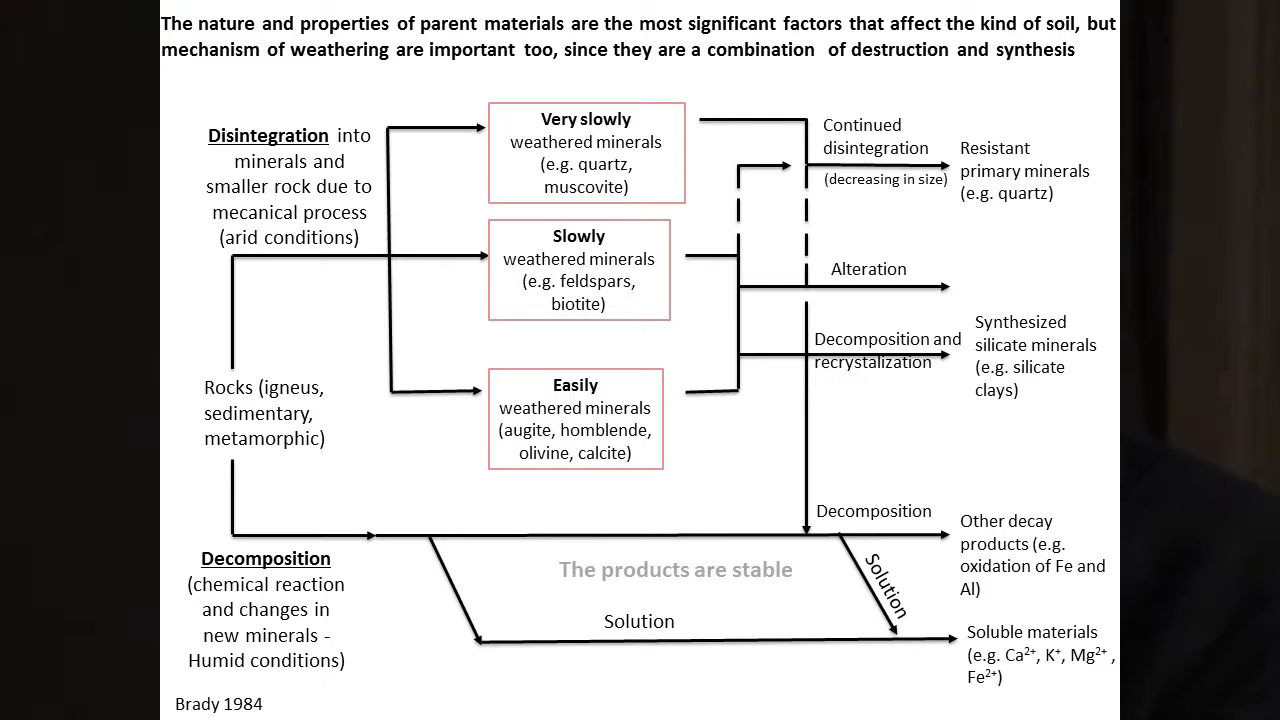 The nature and properties of parent materials are the most significant factors that affect the kind of soil, but
mechanism of weathering are important too, since they are a combination of destruction and synthesis
Disintegration into
minerals and
smaller rock due to
mecanical process
(arid conditions)
Very slowly
weathered minerals
(e.g. quartz,
muscovite)
Continued
disintegration
(decreasing in size)
Resistant
primary minerals
(e.g. quartz)
Slowly
weathered minerals
(e.g. feldspars,
biotite)
Alteration
Decomposition and
recrystalization
Synthesized
silicate minerals
(e.g. silicate
clays)
Rocks (igneus,
sedimentary,
metamorphic)
Easily
weathered minerals
(augite, homblende,
olivine, calcite)
Decomposition
Other decay
products (e.g.
oxidation of Fe and
Al)
Decomposition
(chemical reaction
and changes in
new minerals -
Humid conditions)
The products are stable
Solution
Solution
Soluble materials
(e.g. Ca²⁺, K⁺, Mg²⁺ ,
Fe²⁺)
Brady 1984